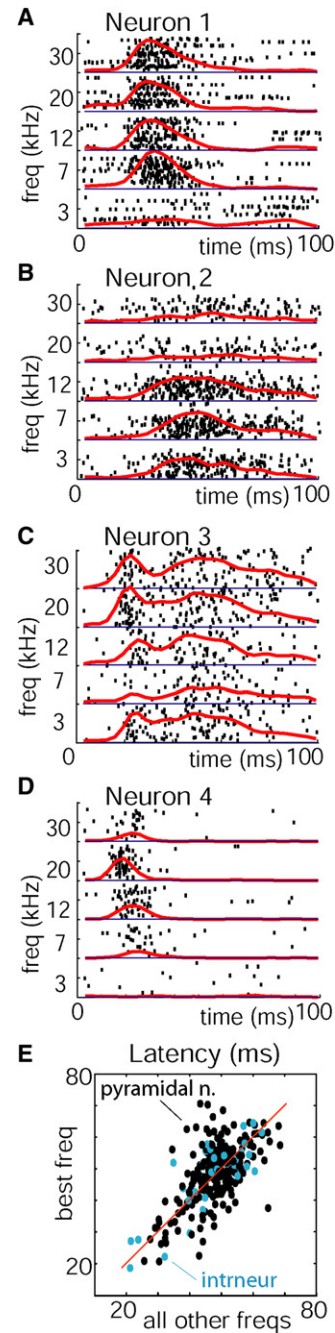 A
Neuron 1
freq (kHz)
30
20
12
7
3
0
time (ms)
100
B
Neuron 2
freq (kHz)
30
20
12
7
3
0
time (ms)
100
C
Neuron 3
freq (kHz)
30
20
12
7
3
0
time (ms)
100
D
Neuron 4
freq (kHz)
30
20
12
7
3
0
time (ms)
100
E
Latency (ms)
80
pyramidal n.
best freq
20
intrneur
20
80
all other freqs